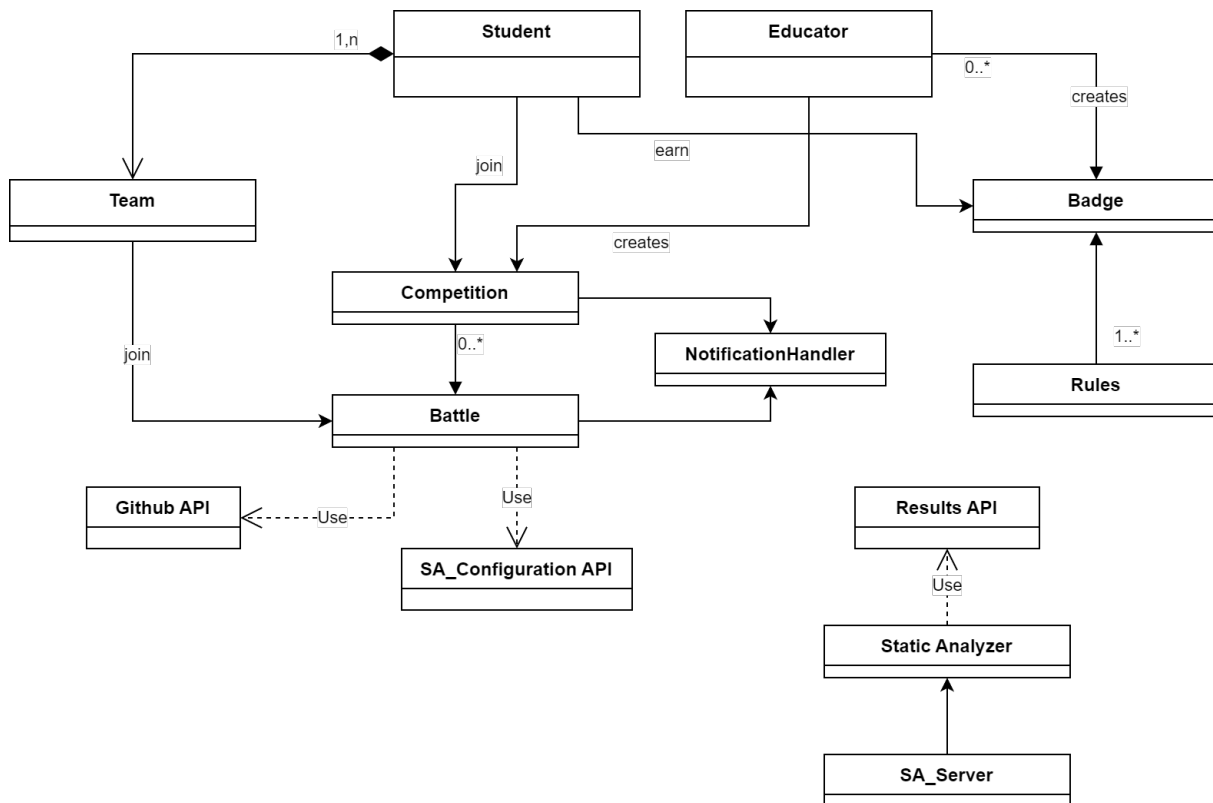 Student
Educator
1,n
0..*
creates
join
earn
Team
Badge
creates
Competition
0..*
join
NotificationHandler
1..*
Rules
Battle
Github API
Use
Use
SA_Configuration API
Results API
Use
Static Analyzer
SA_Server